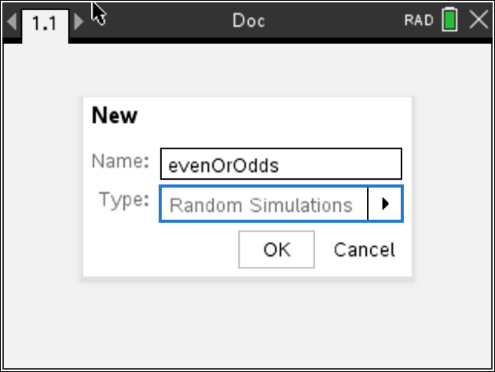 1.1 Doc RAD
New
Name: evenOrOdds
Type: Random Simulations
OK Cancel